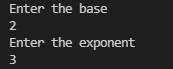 Enter the base
2
Enter the exponent
3